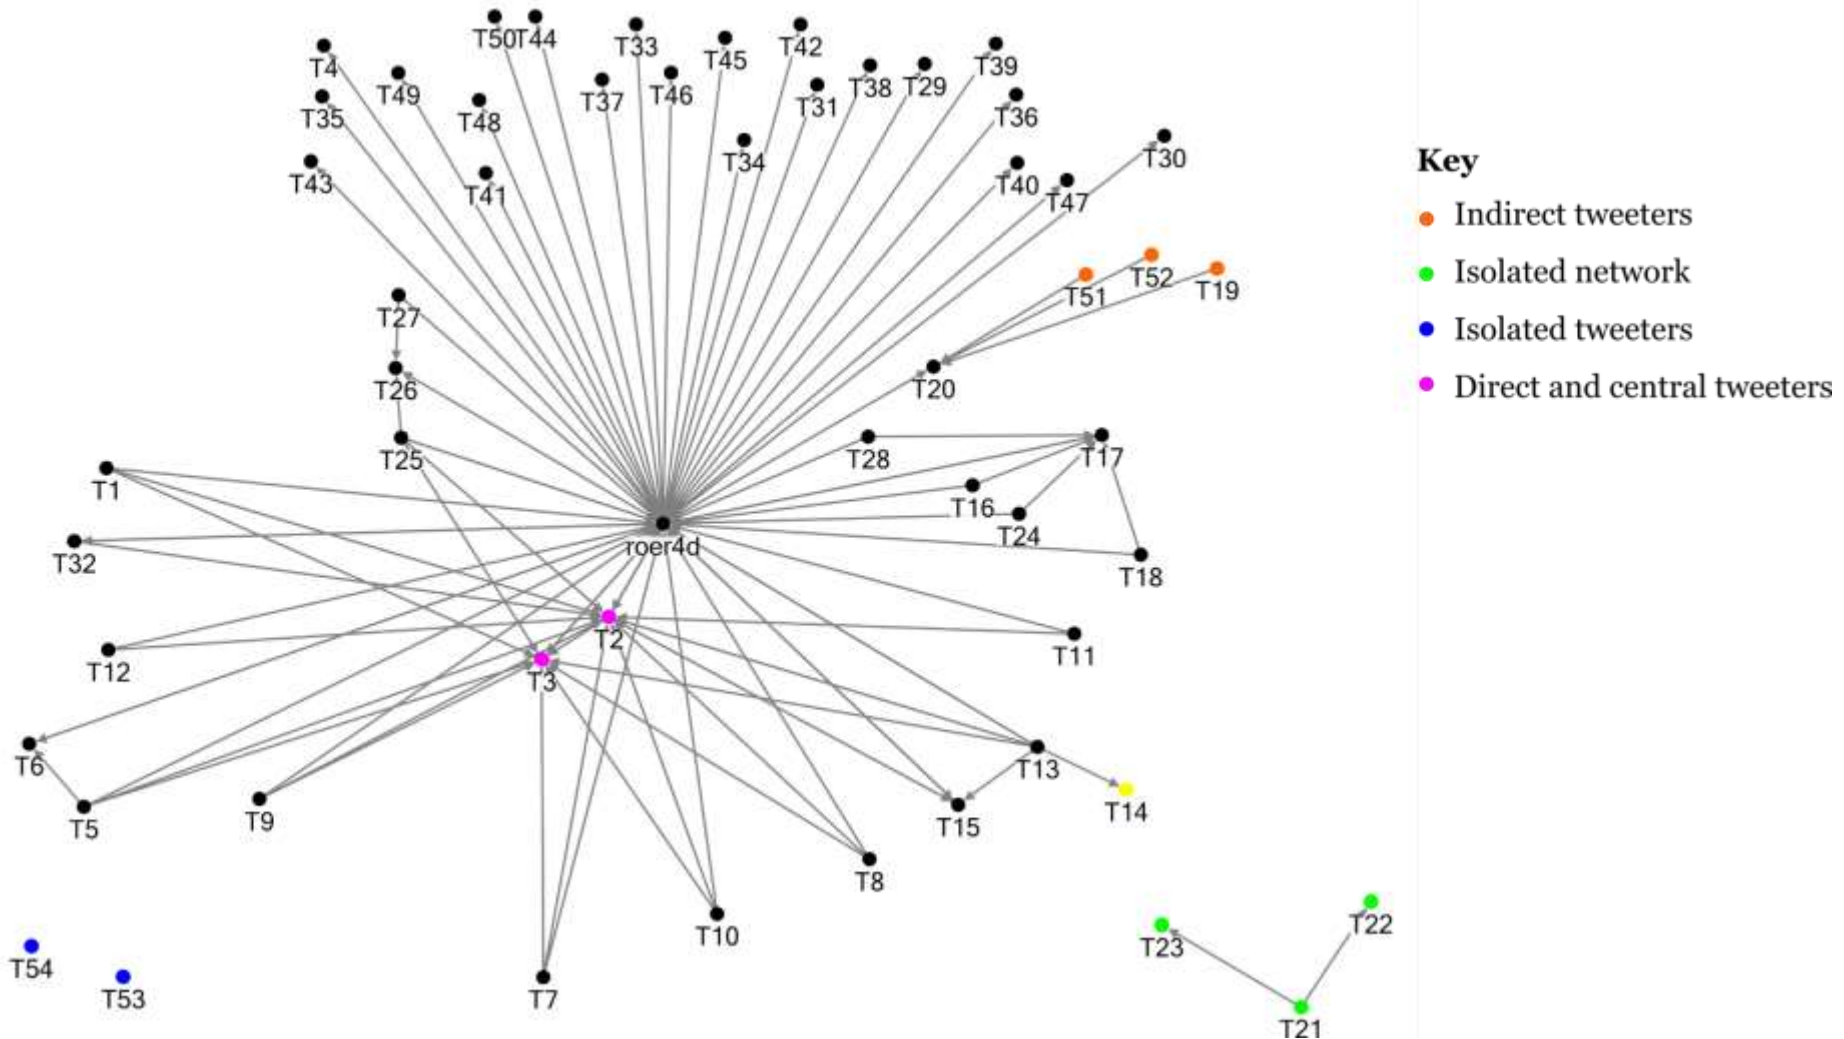 T50
T44
T33
T45
T42
T39
T4
T49
T37
T46
T31
T38
T29
T35
T48
T36
T34
T30
T43
T41
T40
T47
Key
Indirect tweeters
Isolated network
Isolated tweeters
Direct and central tweeters
T52
T51
T19
T27
T26
T20
T25
T28
T17
T1
T16
T24
roer4d
T32
T18
T2
T11
T12
T3
T6
T13
T14
T5
T9
T15
T8
T10
T23
T22
T54
T53
T7
T21